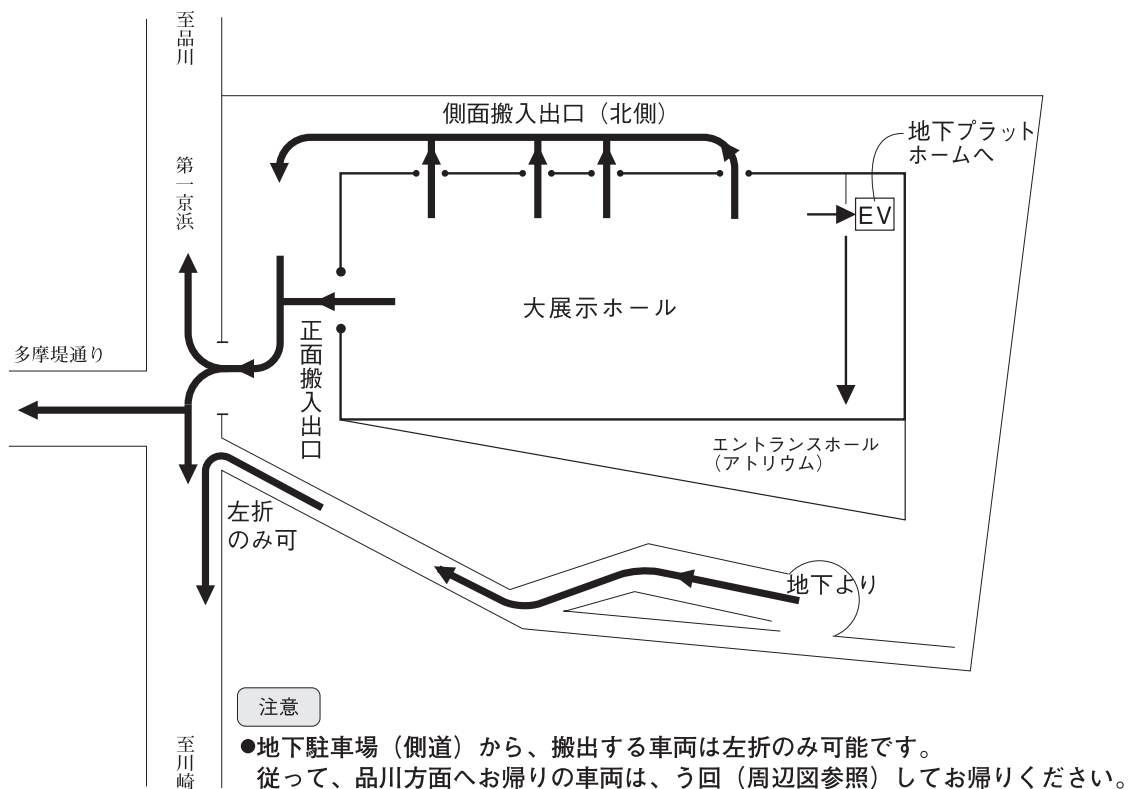 至品川
側面搬入出口（北側）
地下プラット
ホームへ
第一京浜
EV
大展示ホール
正面搬入出口
多摩堤通り
エントランスホール
（アトリウム）
左折
のみ可
地下より
注意
●地下駐車場（側道）から、搬出する車両は左折のみ可能です。
従って、品川方面へお帰りの車両は、う回（周辺図参照）してお帰りください。
至川崎